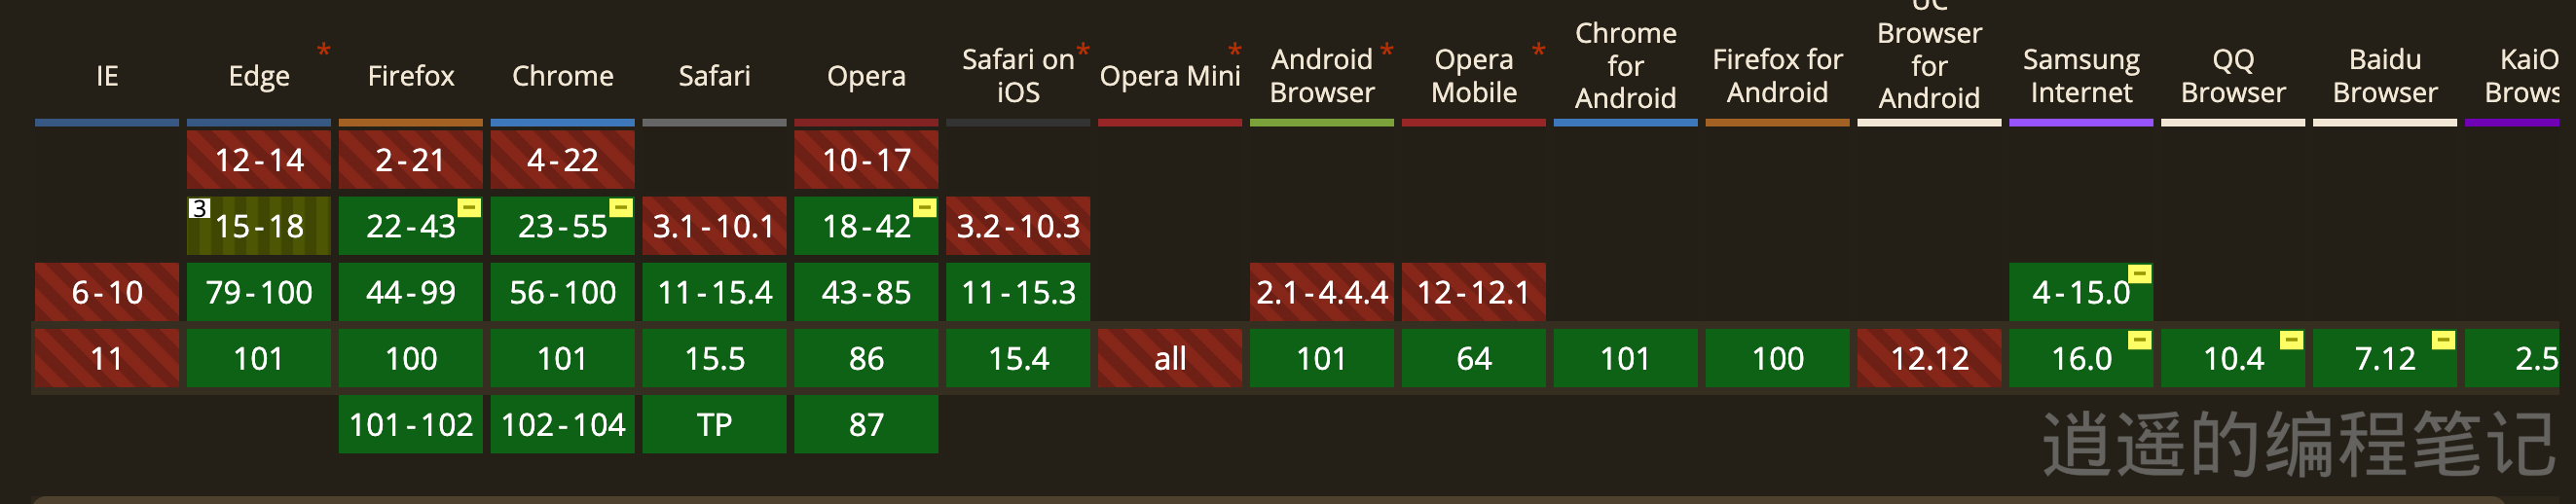 IE
Edge *
Firefox
Chrome
Safari
Opera
Safari on *
iOS
Opera Mini *
Android *
Browser
Opera *
Mobile
Chrome
for
Android
Firefox for
Android
UC
Browser
for
Android
Samsung
Internet
QQ
Browser
Baidu
Browser
KaiO
Brows
12-14 2-21 4-22 10-17
3 15-18 22-43 23-55 3.1-10.1 18-42 3.2-10.3
6-10 79-100 44-99 56-100 11-15.4 43-85 11-15.3 2.1-4.4.4 12-12.1 4-15.0
11 101 100 101 15.5 86 15.4 all 101 64 101 100 12.12 16.0 10.4 7.12 2.5
101-102 102-104 TP 87
逍遥的编程笔记